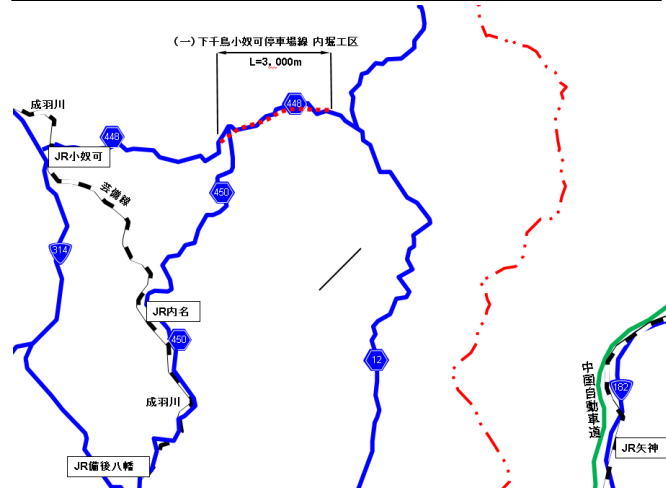 (一)下千鳥小奴可停車場線 内堀工区
L=3,000m
成羽川
448
448
JR小奴可
芸備線
450
314
JR内名
450
12
中国自動車道
182
成羽川
JR矢神
JR備後八幡